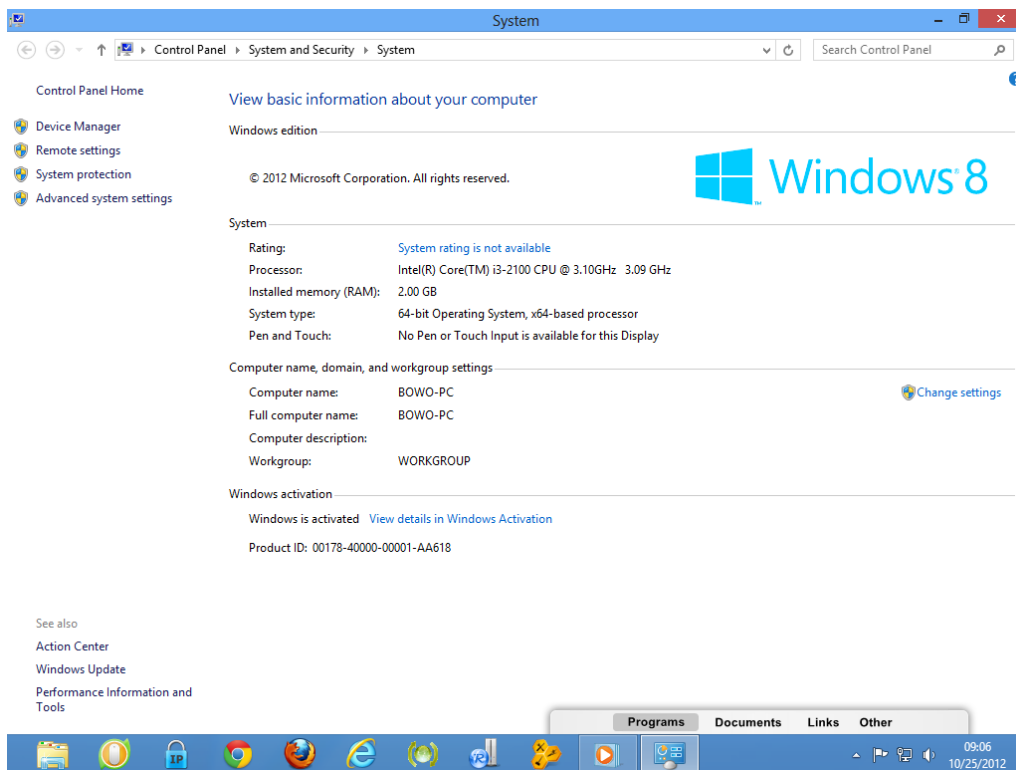 System
Control Panel System and Security System
Search Control Panel
Control Panel Home
Device Manager
Remote settings
System protection
Advanced system settings
View basic information about your computer
Windows edition
© 2012 Microsoft Corporation. All rights reserved.
Windows 8
System
Rating: System rating is not available
Processor: Intel(R) Core(TM) i3-2100 CPU @ 3.10GHz 3.09 GHz
Installed memory (RAM): 2.00 GB
System type: 64-bit Operating System, x64-based processor
Pen and Touch: No Pen or Touch Input is available for this Display
Computer name, domain, and workgroup settings
Computer name: BOWO-PC
Change settings
Full computer name: BOWO-PC
Computer description:
Workgroup: WORKGROUP
Windows activation
Windows is activated View details in Windows Activation
Product ID: 00178-40000-00001-AA618
See also
Action Center
Windows Update
Performance Information and
Tools
Programs Documents Links Other
IP
09:06
10/25/2012